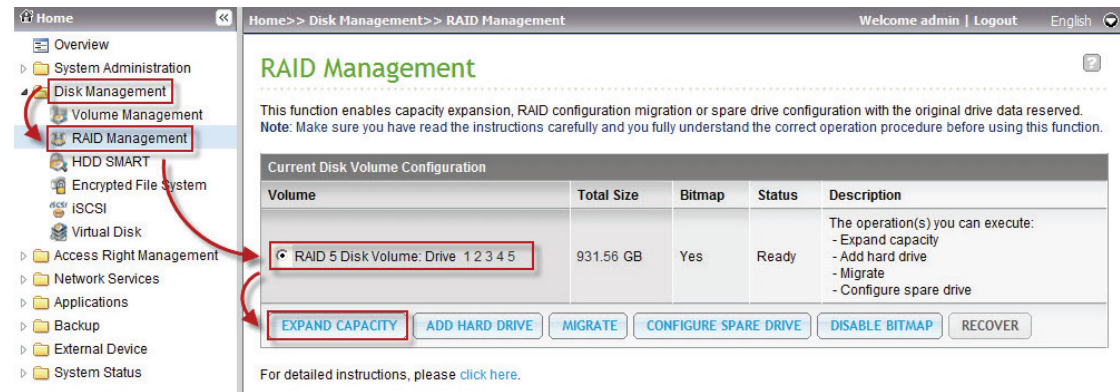 Home
Home>> Disk Management>> RAID Management
Welcome admin | Logout
English
Overview
System Administration
Disk Management
Volume Management
RAID Management
HDD SMART
Encrypted File System
iSCSI
iSCSI
Virtual Disk
Access Right Management
Network Services
Applications
Backup
External Device
System Status
RAID Management
?
This function enables capacity expansion, RAID configuration migration or spare drive configuration with the original drive data reserved.
Note: Make sure you have read the instructions carefully and you fully understand the correct operation procedure before using this function.
Current Disk Volume Configuration
Volume Total Size Bitmap Status Description
RAID 5 Disk Volume: Drive 1 2 3 4 5 931.56 GB Yes Ready
The operation(s) you can execute:
- Expand capacity
- Add hard drive
- Migrate
- Configure spare drive
EXPAND CAPACITY ADD HARD DRIVE MIGRATE CONFIGURE SPARE DRIVE DISABLE BITMAP RECOVER
For detailed instructions, please click here.